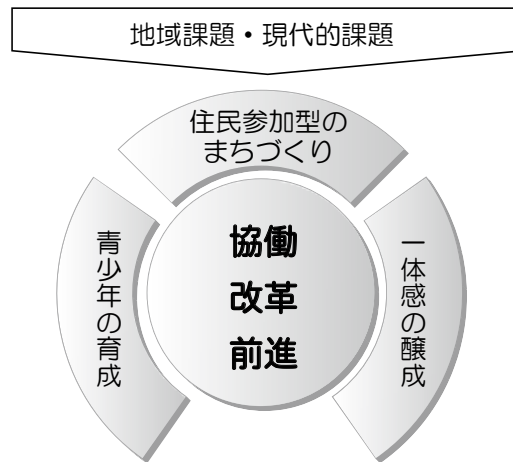 地域課題・現代的課題
住民参加型の
まちづくり
青少年の育成
協働
改革
前進
一体感の醸成